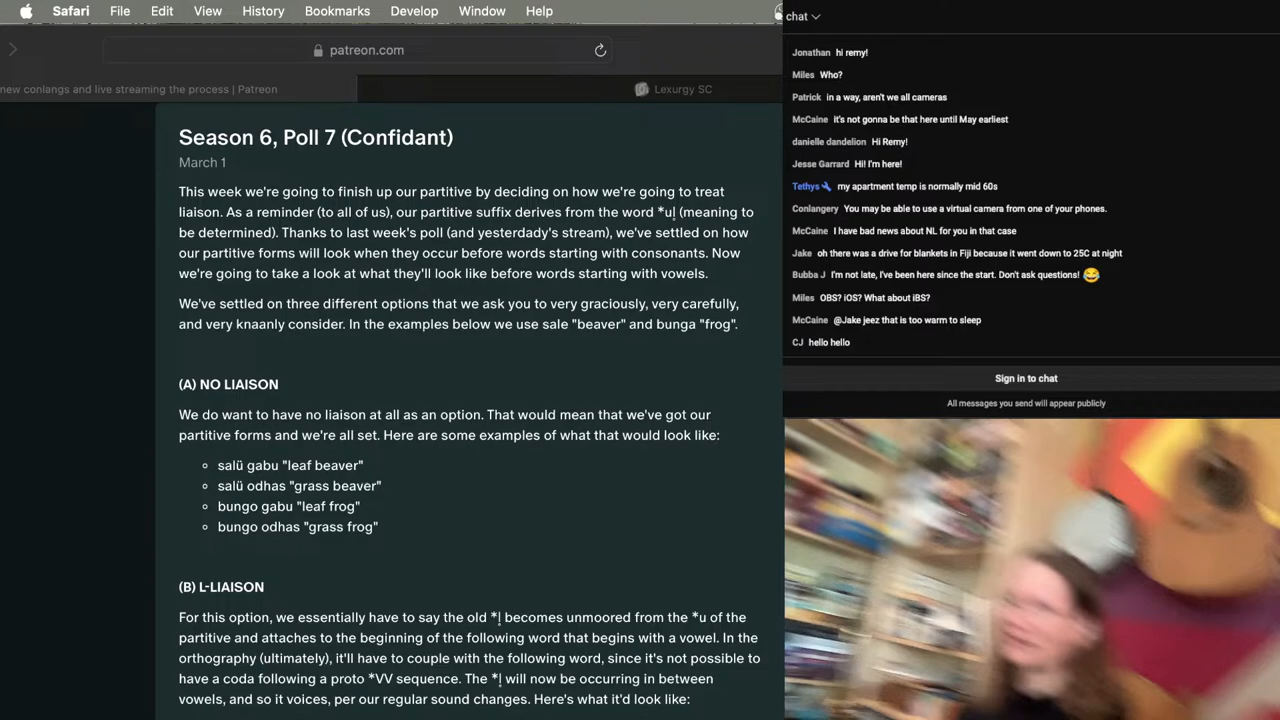 Safari File Edit View History Bookmarks Develop Window Help
patreon.com
new conlangs and live streaming the process | Patreon
Lexurgy SC
Season 6, Poll 7 (Confidant)
March 1
This week we're going to finish up our partitive by deciding on how we're going to treat
liaison. As a reminder (to all of us), our partitive suffix derives from the word *ul̥ (meaning to
be determined). Thanks to last week's poll (and yesterdady's stream), we've settled on how
our partitive forms will look when they occur before words starting with consonants. Now
we're going to take a look at what they'll look like before words starting with vowels.
We've settled on three different options that we ask you to very graciously, very carefully,
and very knaanly consider. In the examples below we use sale "beaver" and bunga "frog".
(A) NO LIAISON
We do want to have no liaison at all as an option. That would mean that we've got our
partitive forms and we're all set. Here are some examples of what that would look like:
◦ salü gabu "leaf beaver"
◦ salü odhas "grass beaver"
◦ bungo gabu "leaf frog"
◦ bungo odhas "grass frog"
(B) L-LIAISON
For this option, we essentially have to say the old *l̥ becomes unmoored from the *u of the
partitive and attaches to the beginning of the following word that begins with a vowel. In the
orthography (ultimately), it'll have to couple with the following word, since it's not possible to
have a coda following a proto *VV sequence. The *l̥ will now be occurring in between
vowels, and so it voices, per our regular sound changes. Here's what it'd look like:
chat
Jonathan hi remy!
Miles Who?
Patrick in a way, aren't we all cameras
McCaine it's not gonna be that here until May earliest
danielle dandelion Hi Remy!
Jesse Garrard Hi! I'm here!
Tethys my apartment temp is normally mid 60s
Conlangery You may be able to use a virtual camera from one of your phones.
McCaine I have bad news about NL for you in that case
Jake oh there was a drive for blankets in Fiji because it went down to 25C at night
Bubba J I'm not late, I've been here since the start. Don't ask questions! 😂
Miles OBS? iOS? What about iBS?
McCaine @Jake jeez that is too warm to sleep
CJ hello hello
Sign in to chat
All messages you send will appear publicly